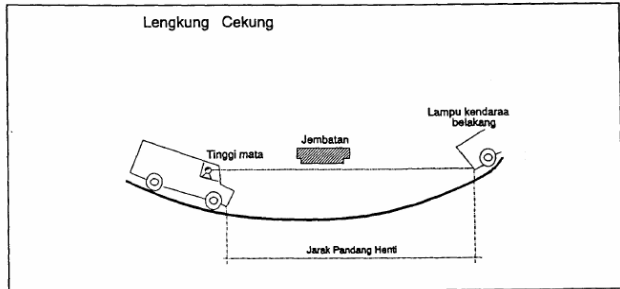 Lengkung Cekung
Lampu kendaraa
belakang
Jembatan
Tinggi mata
Jarak Pandang Henti